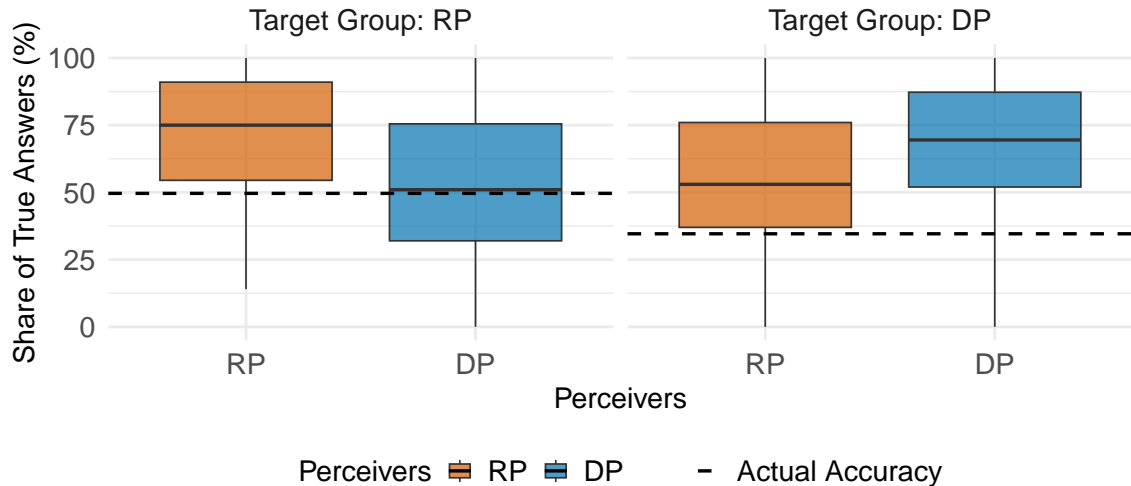 Target Group: RP
Target Group: DP
Share of True Answers (%)
100
75
50
25
0
RP
DP
RP
DP
Perceivers
Perceivers RP DP Actual Accuracy